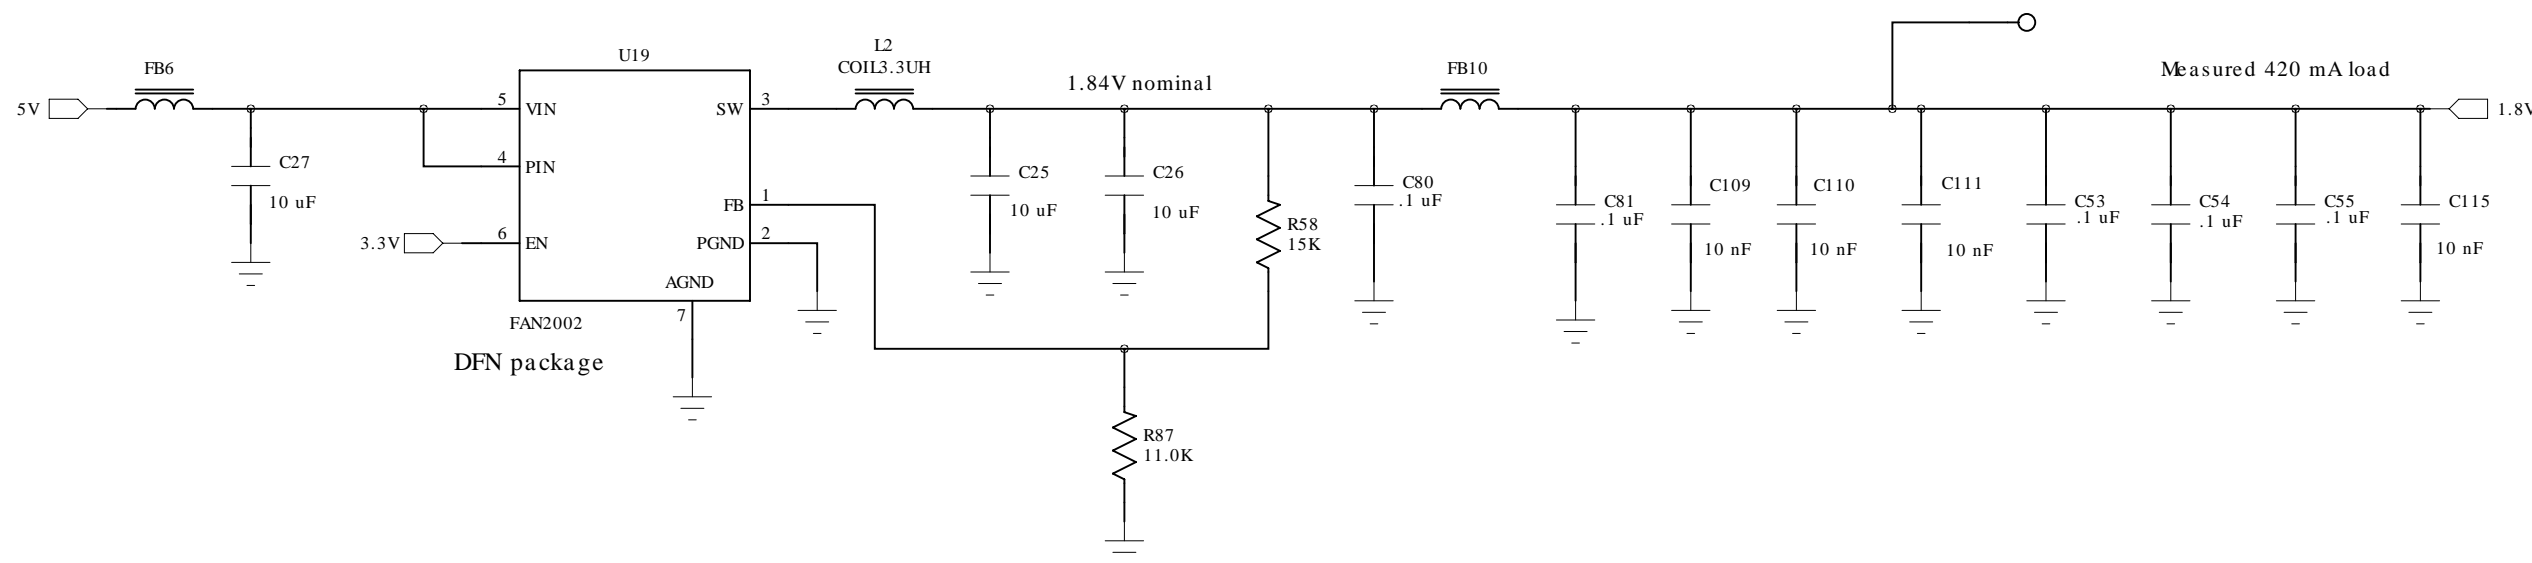 U19
L2
FB6
COIL3.3UH
FB10
1.84V nominal
Measured 420 mA load
5V
5
VIN
SW
3
1.8V
4
PIN
C27
10 uF
1
FB
3.3V
6
EN
PGND
2
AGND
7
FAN2002
DFN package
C25
10 uF
C26
10 uF
R58
15K
C80
.1 uF
C81
.1 uF
C109
10 nF
C110
10 nF
C111
10 nF
C53
.1 uF
C54
.1 uF
C55
.1 uF
C115
10 nF
R87
11.0K